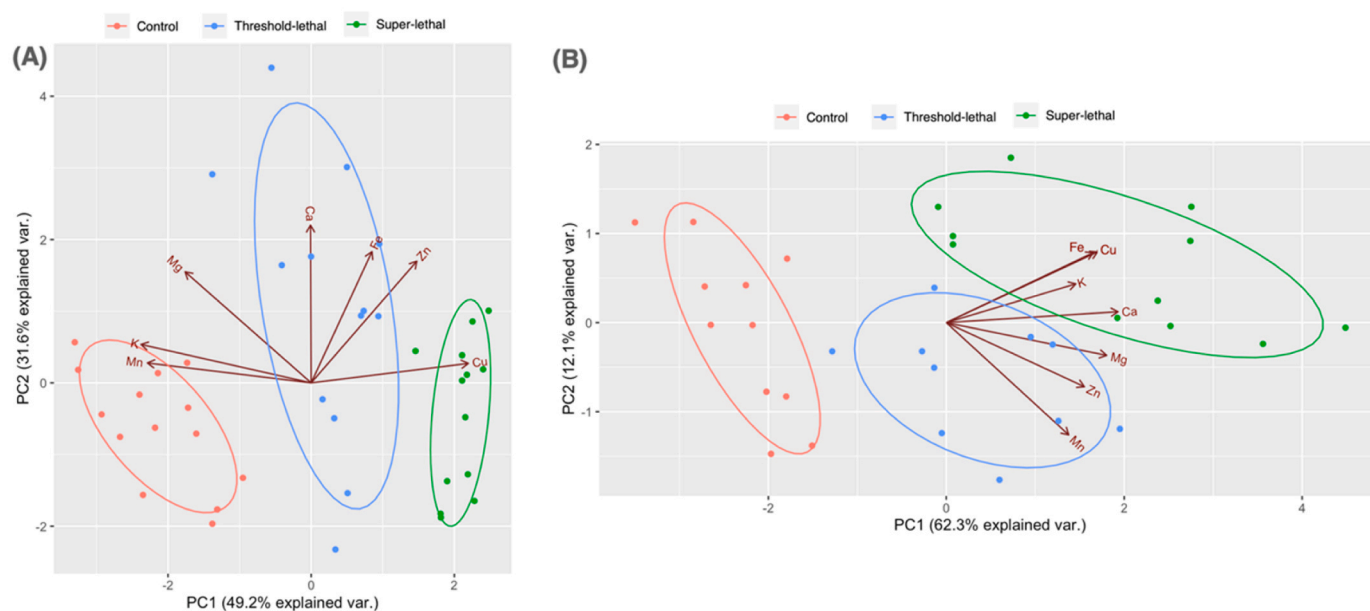 Control Threshold-lethal Super-lethal
(A)
4
2
0
-2
PC2 (31.6% explained var.)
Ca
Fe
Zn
Mg
K
Mn
Cu
-2 0 2
PC1 (49.2% explained var.)
(B)
Control Threshold-lethal Super-lethal
2
1
0
-1
PC2 (12.1% explained var.)
Fe Cu
K
Ca
Mg
Zn
Mn
-2 0 2 4
PC1 (62.3% explained var.)